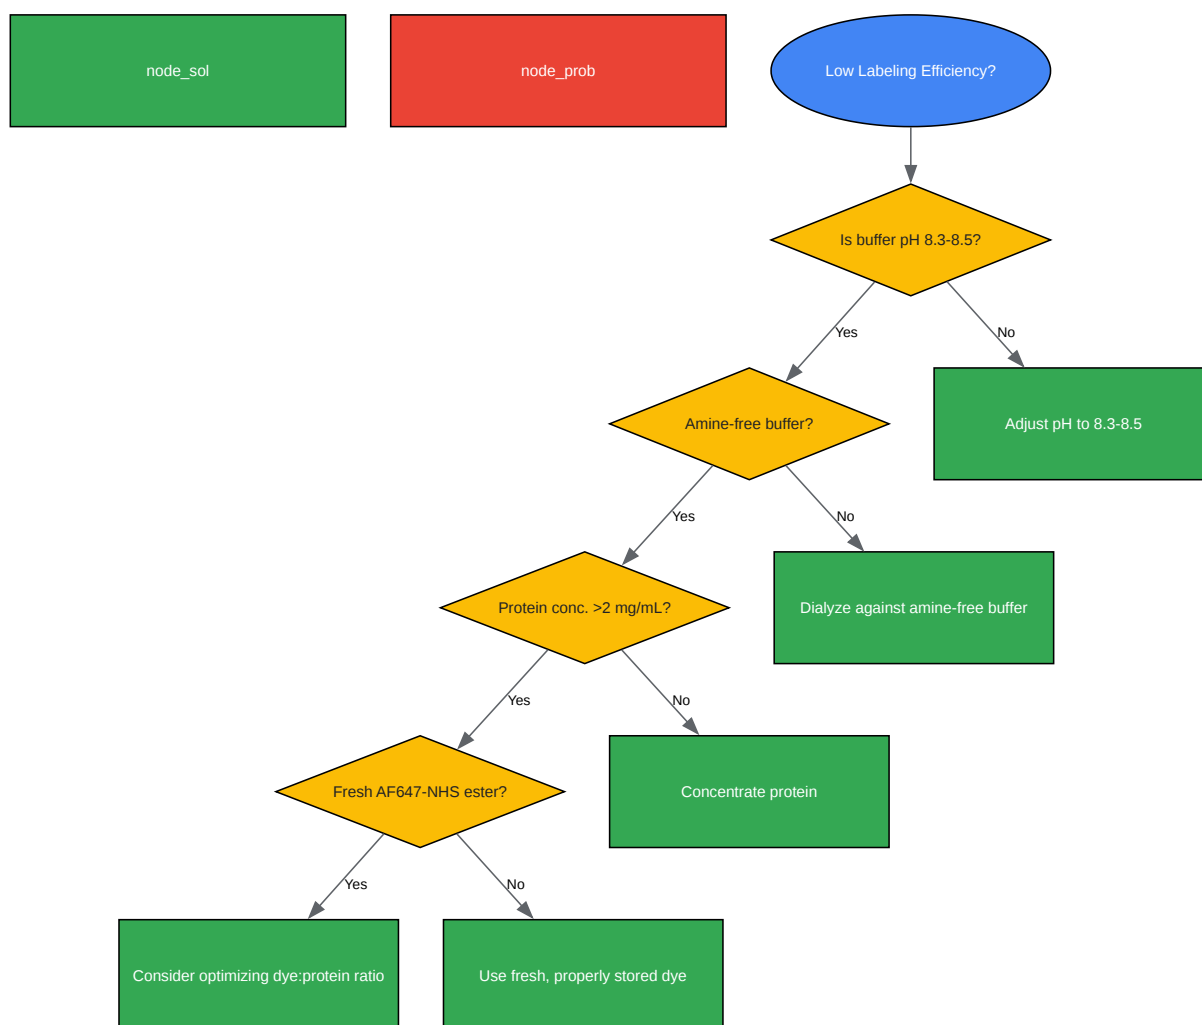 node_sol
node_prob
Low Labeling Efficiency?
Is buffer pH 8.3-8.5?
Yes
No
Amine-free buffer?
Adjust pH to 8.3-8.5
Yes
No
Protein conc. >2 mg/mL?
Dialyze against amine-free buffer
Yes
No
Fresh AF647-NHS ester?
Concentrate protein
Yes
No
Consider optimizing dye:protein ratio
Use fresh, properly stored dye